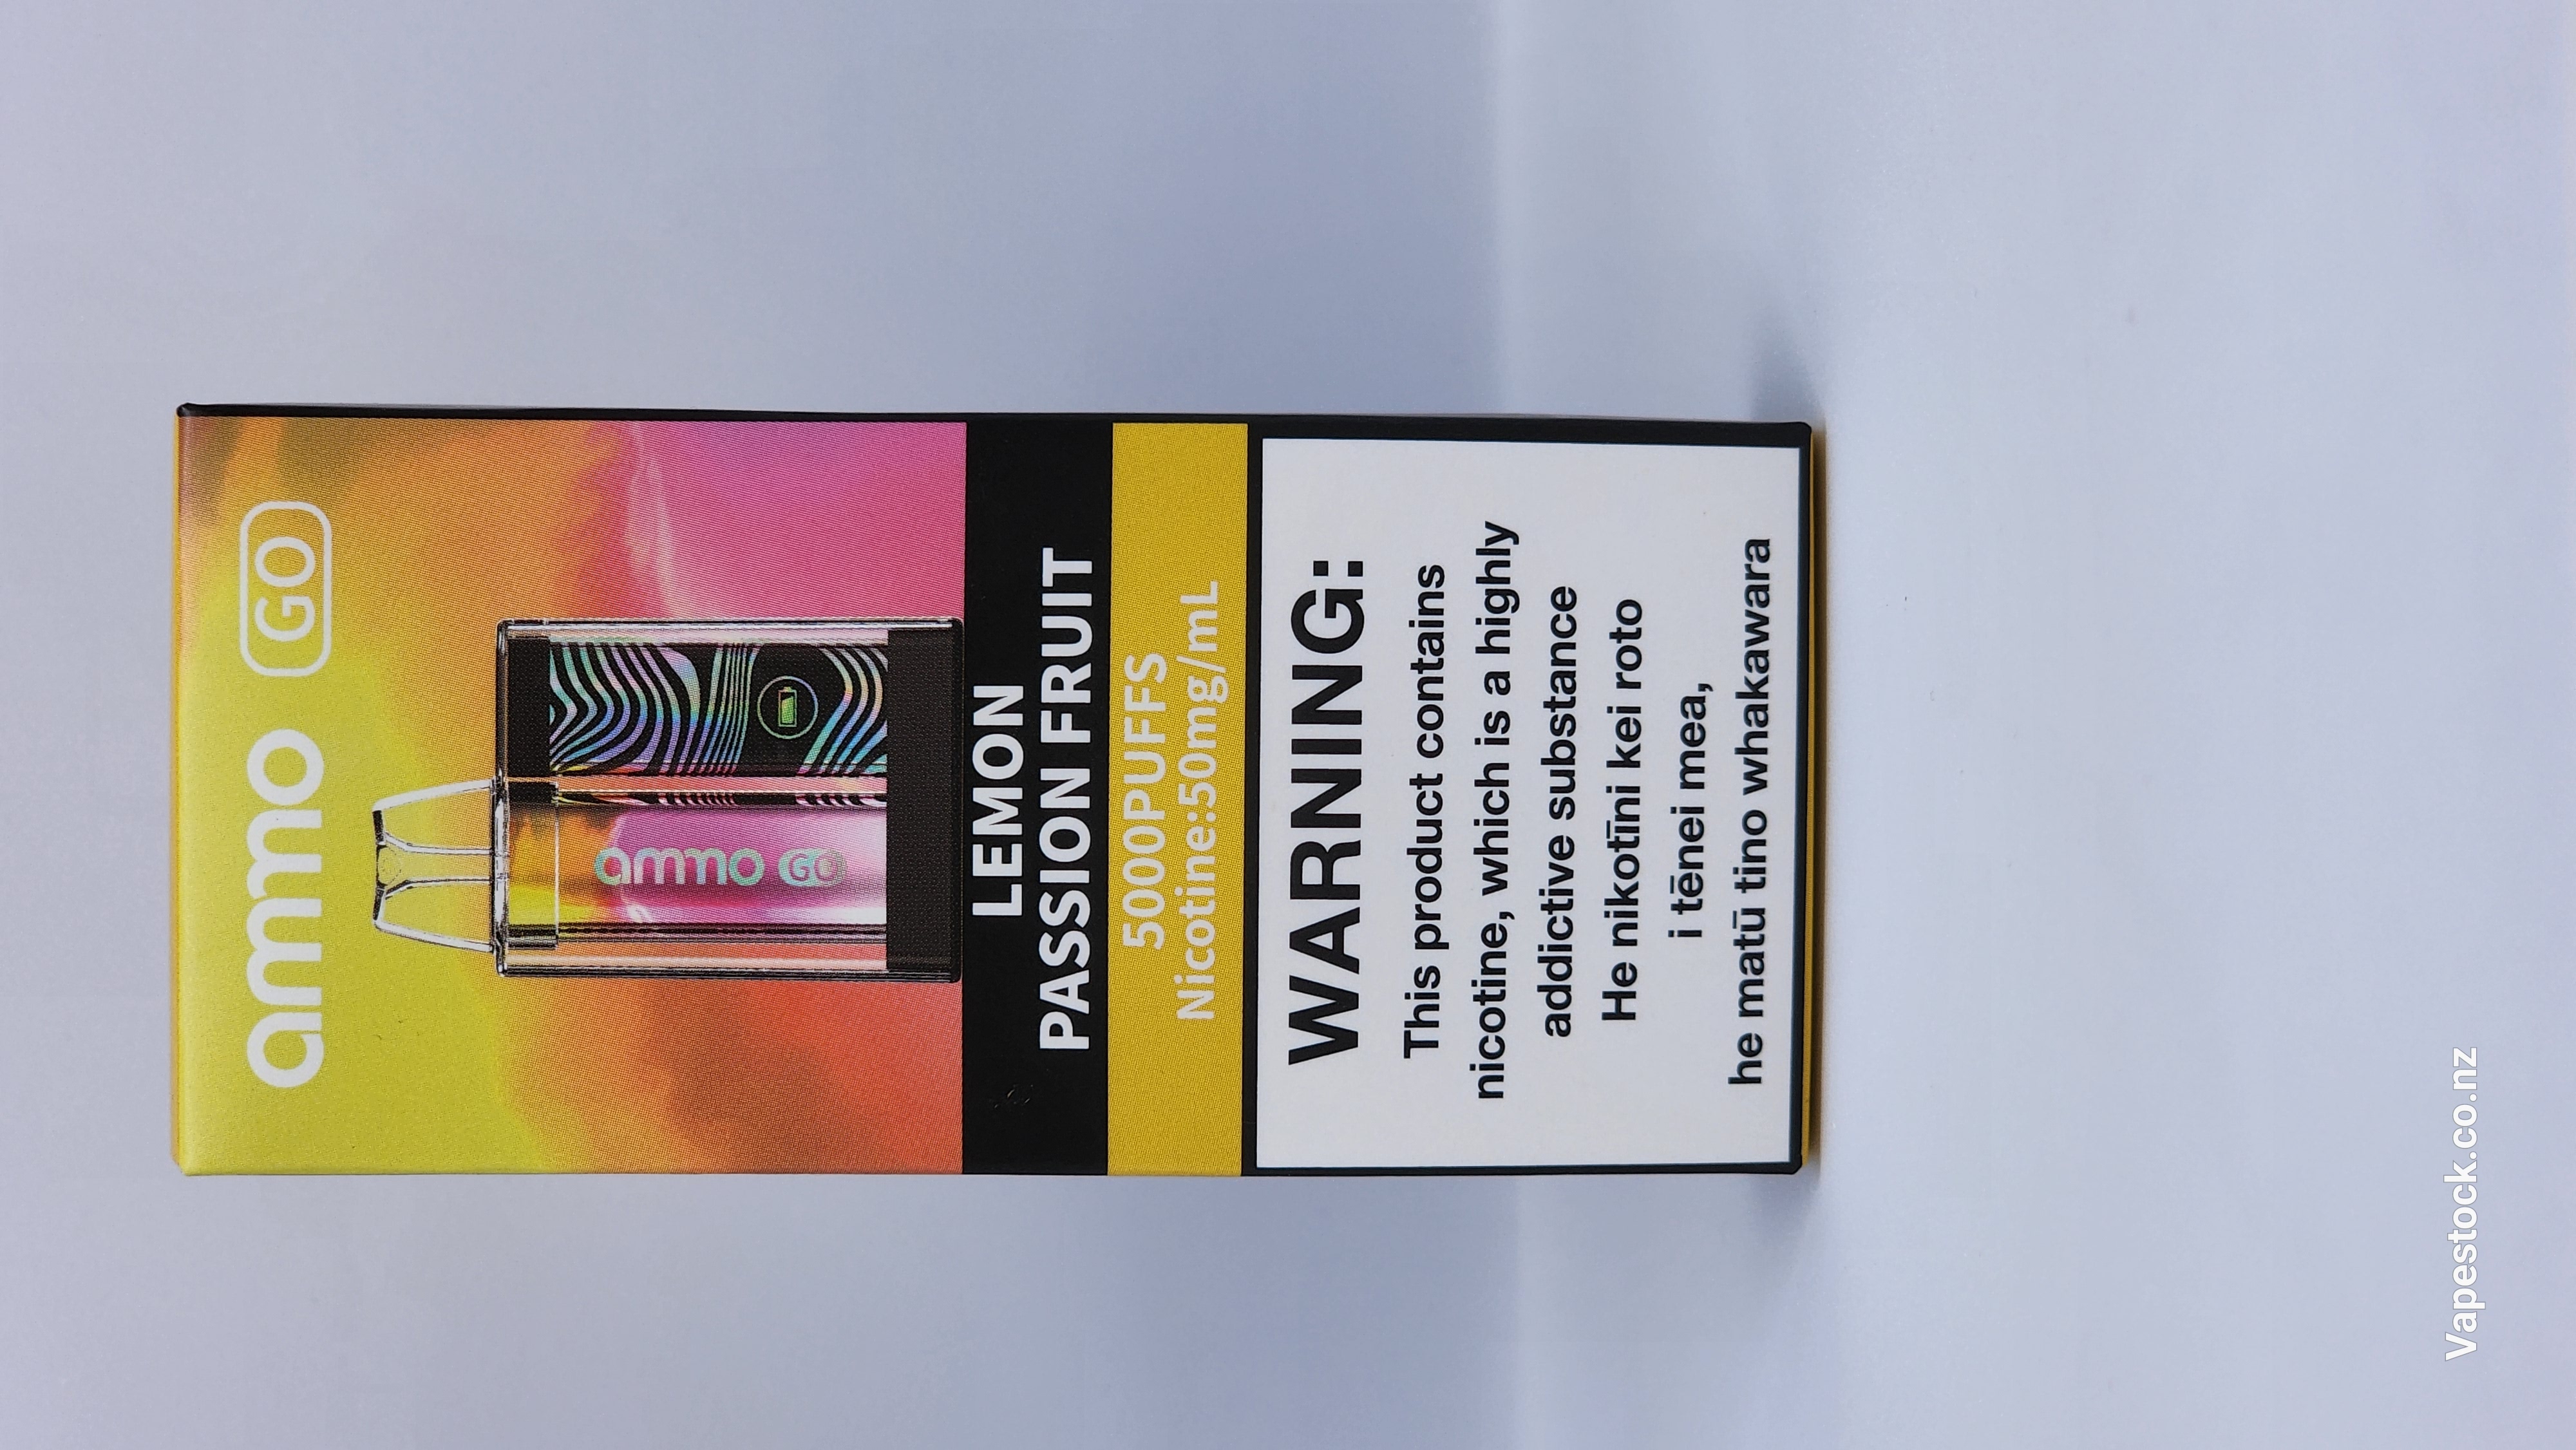 ammo GO
ammo GO
LEMON
PASSION FRUIT
5000PUFFS
Nicotine:50mg/mL
WARNING:
This product contains
nicotine, which is a highly
addictive substance
He nikotīni kei roto
i tēnei mea,
he matū tino whakawara
Vapestock.co.nz